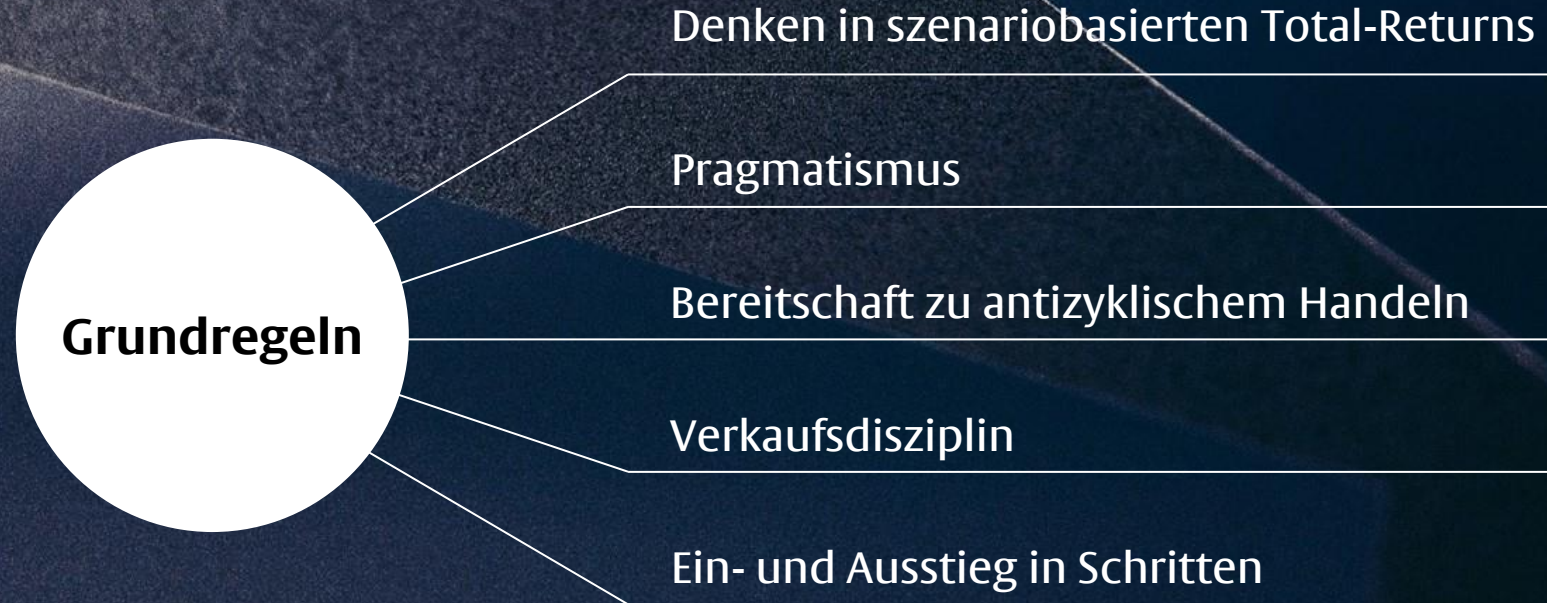 Denken in szenariobasierten Total-Returns
Pragmatismus
Bereitschaft zu antizyklischem Handeln
Grundregeln
Verkaufsdisziplin
Ein- und Ausstieg in Schritten